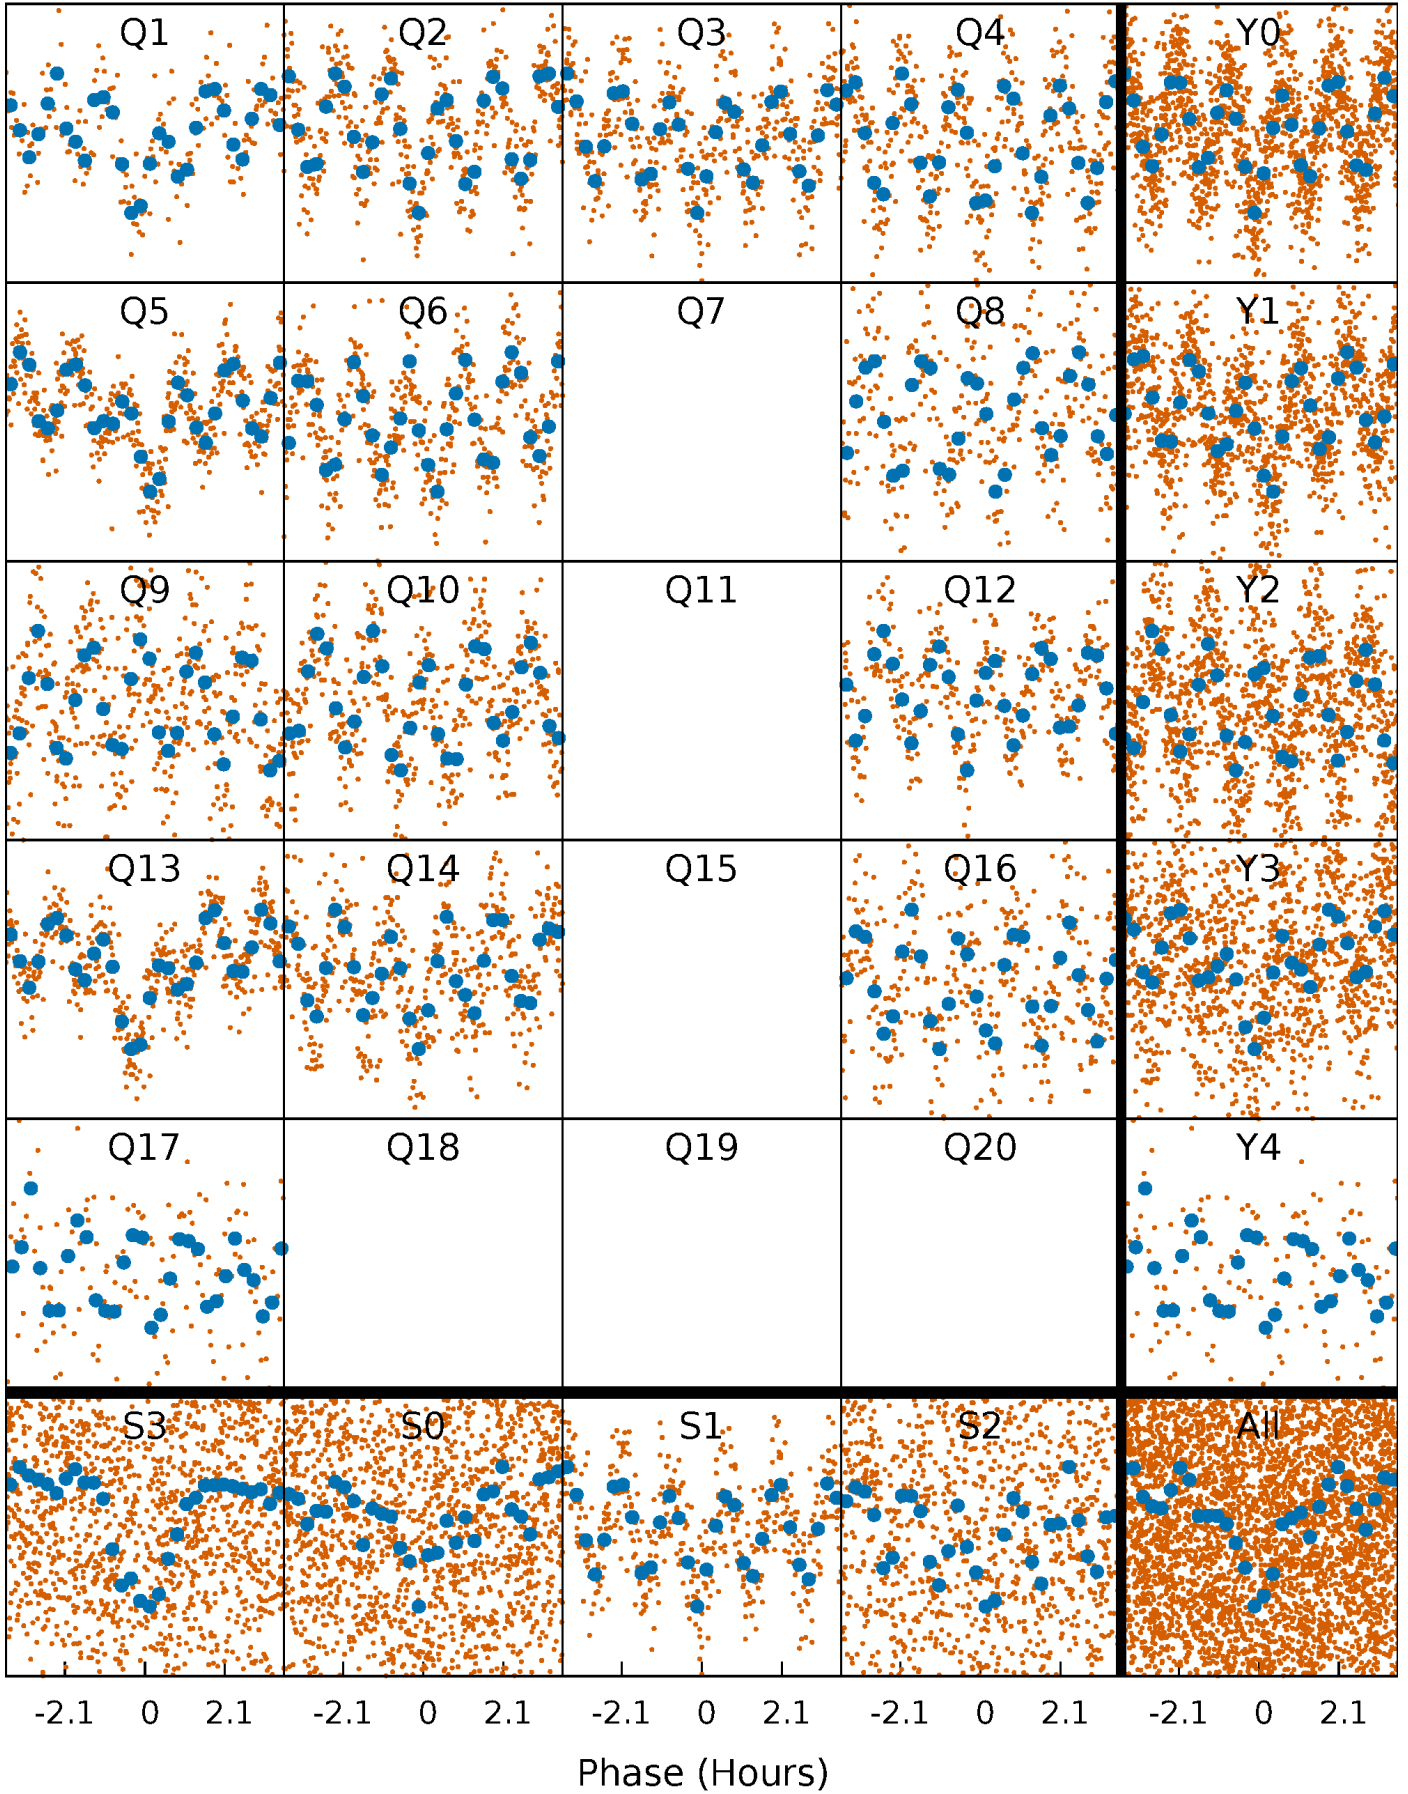 Q1 Q2 Q3 Q4 Y0
Q5 Q6 Q7 Q8 Y1
Q9 Q10 Q11 Q12 Y2
Q13 Q14 Q15 Q16 Y3
Q17 Q18 Q19 Q20 Y4
S3 S0 S1 S2 All
-2.1 0 2.1 -2.1 0 2.1 -2.1 0 2.1 -2.1 0 2.1 -2.1 0 2.1
Phase (Hours)